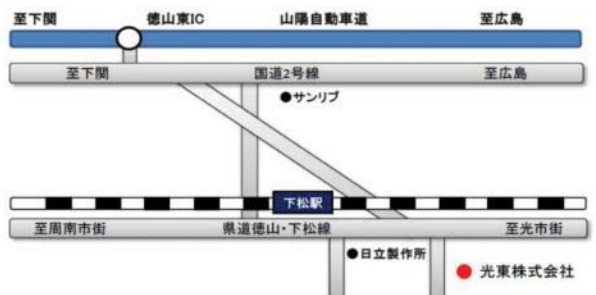 至下関 徳山東IC 山陽自動車道 至広島
至下関 国道2号線 至広島
●サンリブ
下松駅
至周南市街 県道徳山・下松線 至光市街
●日立製作所
● 光東株式会社